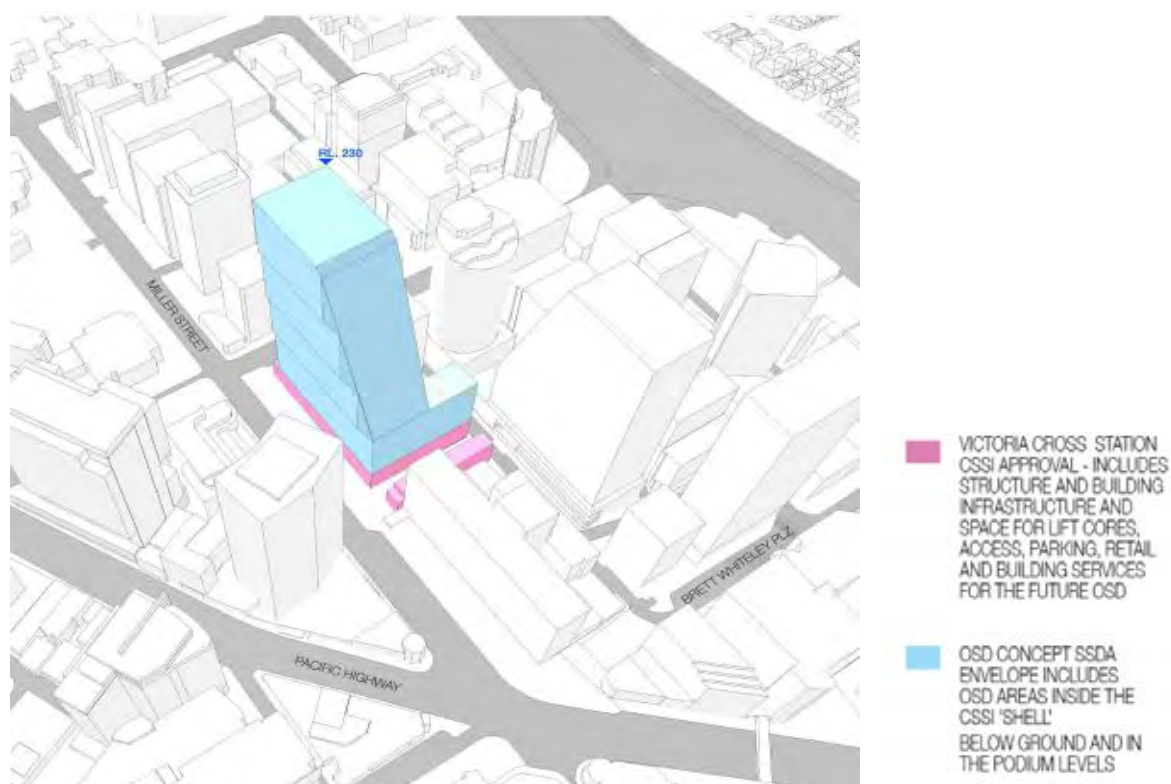 RL. 230
MILLER STREET
BRETT WHITELEY PLZ
PACIFIC HIGHWAY
VICTORIA CROSS STATION
CSSI APPROVAL - INCLUDES
STRUCTURE AND BUILDING
INFRASTRUCTURE AND
SPACE FOR LIFT CORES,
ACCESS, PARKING, RETAIL
AND BUILDING SERVICES
FOR THE FUTURE OSD
OSD CONCEPT SSDA
ENVELOPE INCLUDES
OSD AREAS INSIDE THE
CSSI 'SHELL'
BELOW GROUND AND IN
THE PODIUM LEVELS